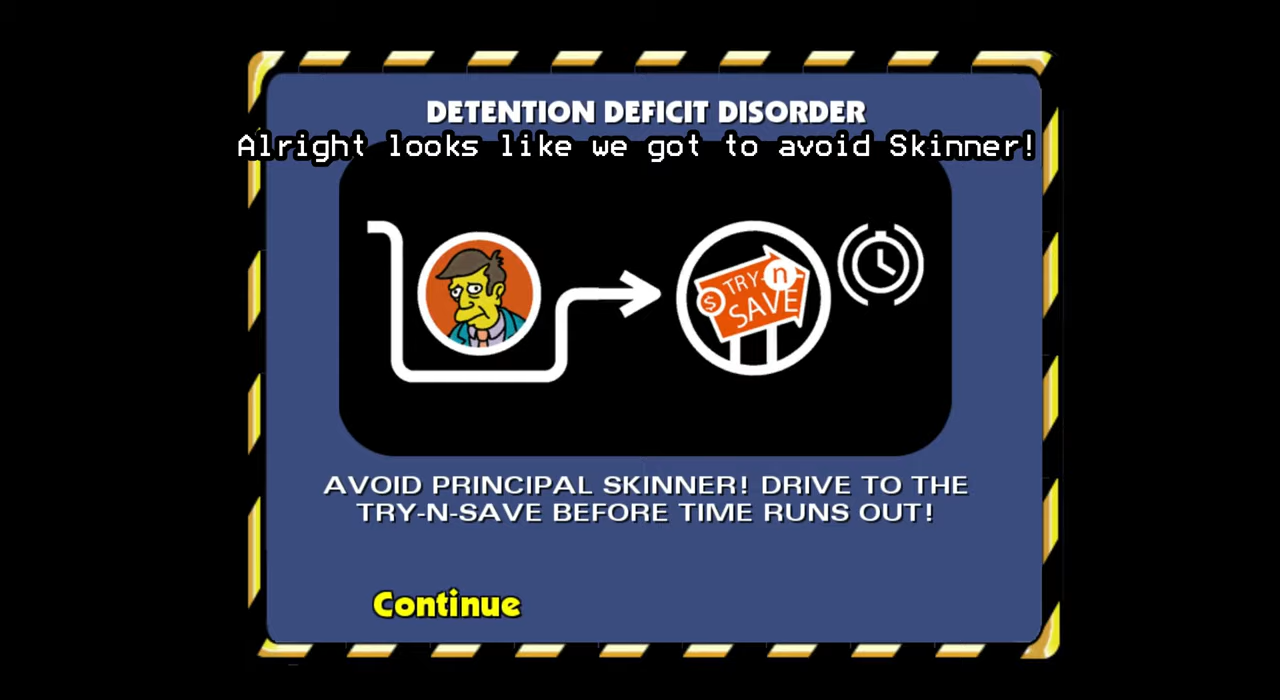 DETENTION DEFICIT DISORDER
Alright looks like we got to avoid Skinner!
TRY-n
$ SAVE
AVOID PRINCIPAL SKINNER! DRIVE TO THE
TRY-N-SAVE BEFORE TIME RUNS OUT!
Continue